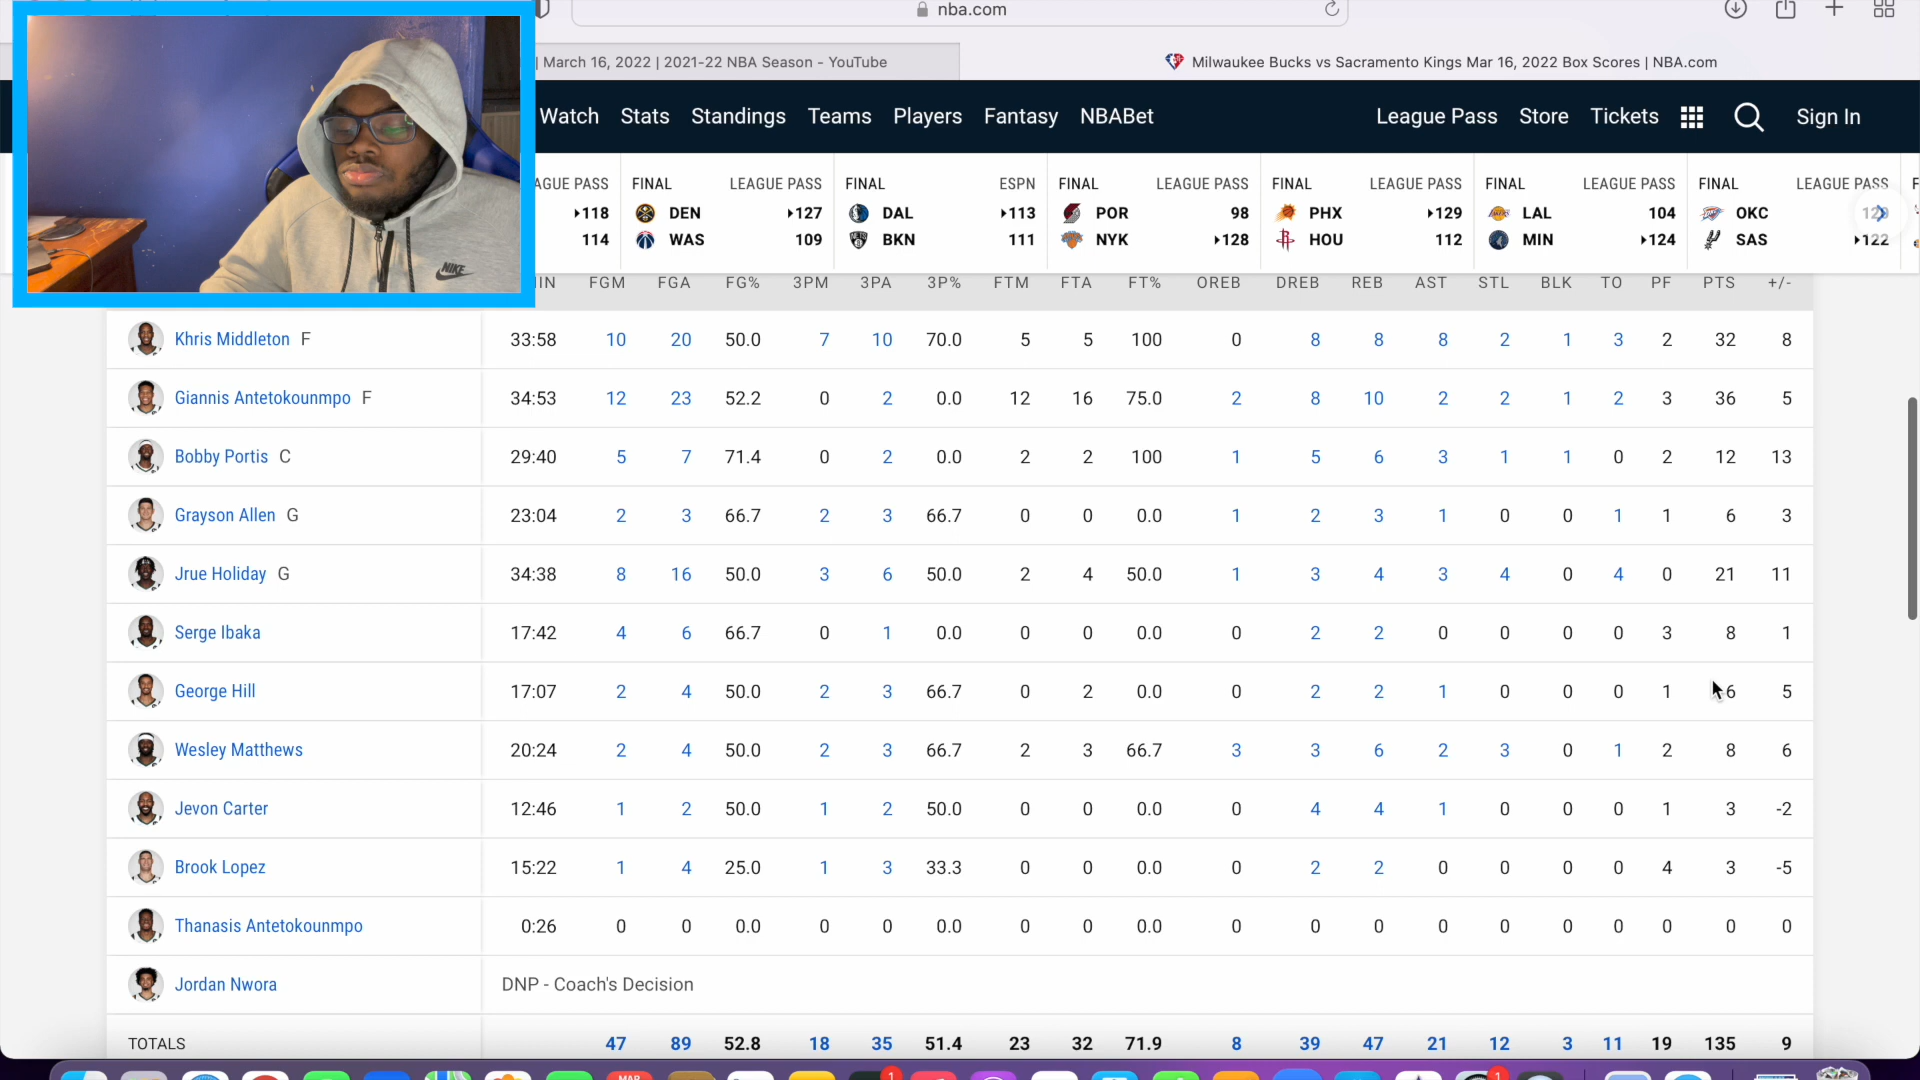 nba.com
| March 16, 2022 | 2021-22 NBA Season - YouTube
Milwaukee Bucks vs Sacramento Kings Mar 16, 2022 Box Scores | NBA.com
Watch Stats Standings Teams Players Fantasy NBABet League Pass Store Tickets Sign In
AGUE PASS FINAL LEAGUE PASS FINAL ESPN FINAL LEAGUE PASS FINAL LEAGUE PASS FINAL LEAGUE PASS FINAL LEAGUE PASS
118 DEN 127 DAL 113 POR 98 PHX 129 LAL 104 OKC
114 WAS 109 BKN 111 NYK 128 HOU 112 MIN 124 SAS 122
NIKE
IN FGM FGA FG% 3PM 3PA 3P% FTM FTA FT% OREB DREB REB AST STL BLK TO PF PTS +/-
Khris Middleton F 33:58 10 20 50.0 7 10 70.0 5 5 100 0 8 8 8 2 1 3 2 32 8
Giannis Antetokounmpo F 34:53 12 23 52.2 0 2 0.0 12 16 75.0 2 8 10 2 2 1 2 3 36 5
Bobby Portis C 29:40 5 7 71.4 0 2 0.0 2 2 100 1 5 6 3 1 1 0 2 12 13
Grayson Allen G 23:04 2 3 66.7 2 3 66.7 0 0 0.0 1 2 3 1 0 0 1 1 6 3
Jrue Holiday G 34:38 8 16 50.0 3 6 50.0 2 4 50.0 1 3 4 3 4 0 4 0 21 11
Serge Ibaka 17:42 4 6 66.7 0 1 0.0 0 0 0.0 0 2 2 0 0 0 0 3 8 1
George Hill 17:07 2 4 50.0 2 3 66.7 0 2 0.0 0 2 2 1 0 0 0 1 6 5
Wesley Matthews 20:24 2 4 50.0 2 3 66.7 2 3 66.7 3 3 6 2 3 0 1 2 8 6
Jevon Carter 12:46 1 2 50.0 1 2 50.0 0 0 0.0 0 4 4 1 0 0 0 1 3 -2
Brook Lopez 15:22 1 4 25.0 1 3 33.3 0 0 0.0 0 2 2 0 0 0 0 4 3 -5
Thanasis Antetokounmpo 0:26 0 0 0.0 0 0 0.0 0 0 0.0 0 0 0 0 0 0 0 0 0 0
Jordan Nwora DNP - Coach's Decision
TOTALS 47 89 52.8 18 35 51.4 23 32 71.9 8 39 47 21 12 3 11 19 135 9
MAR 1 1